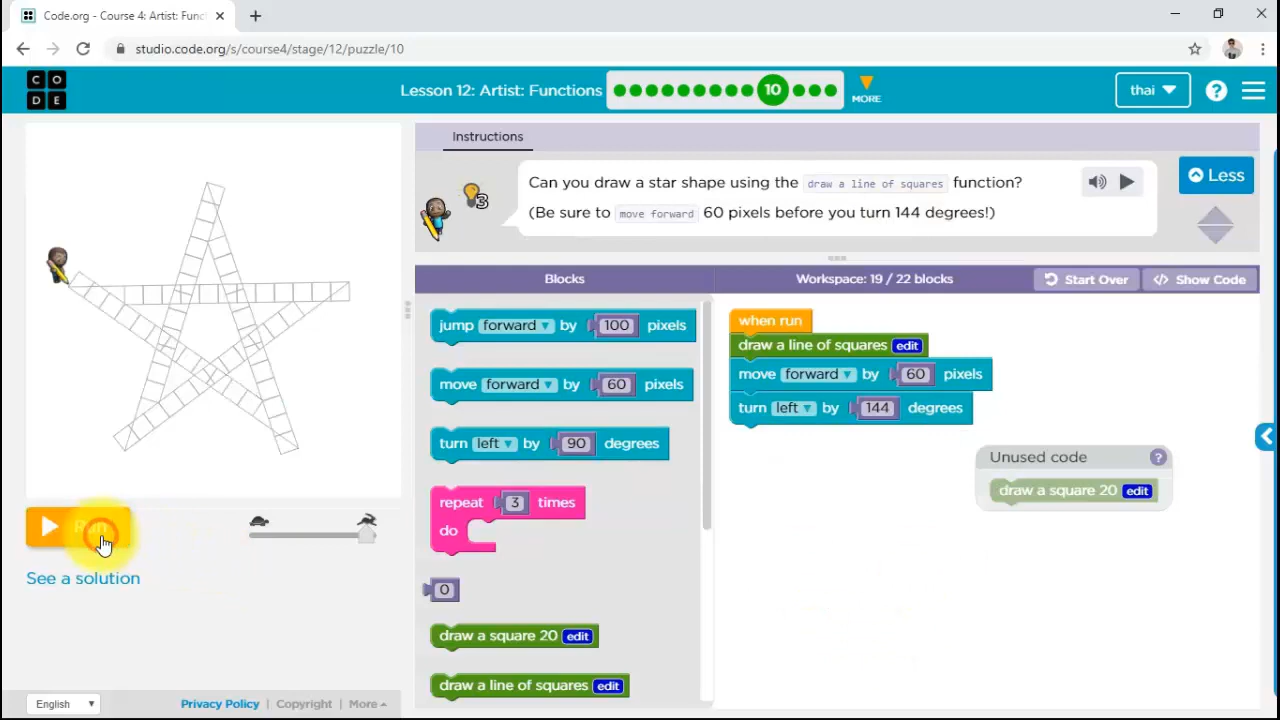 Code.org - Course 4: Artist: Func
studio.code.org/s/course4/stage/12/puzzle/10
C O
D E
Lesson 12: Artist: Functions
10
MORE
thai
?
Instructions
3
Can you draw a star shape using the draw a line of squares function?
(Be sure to move forward 60 pixels before you turn 144 degrees!)
Less
Blocks
Workspace: 19 / 22 blocks
Start Over
</> Show Code
jump forward by 100 pixels
move forward by 60 pixels
turn left by 90 degrees
repeat 3 times
do
0
draw a square 20 edit
draw a line of squares edit
when run
draw a line of squares edit
move forward by 60 pixels
turn left by 144 degrees
Unused code ?
draw a square 20 edit
Run
See a solution
English
Privacy Policy | Copyright | More